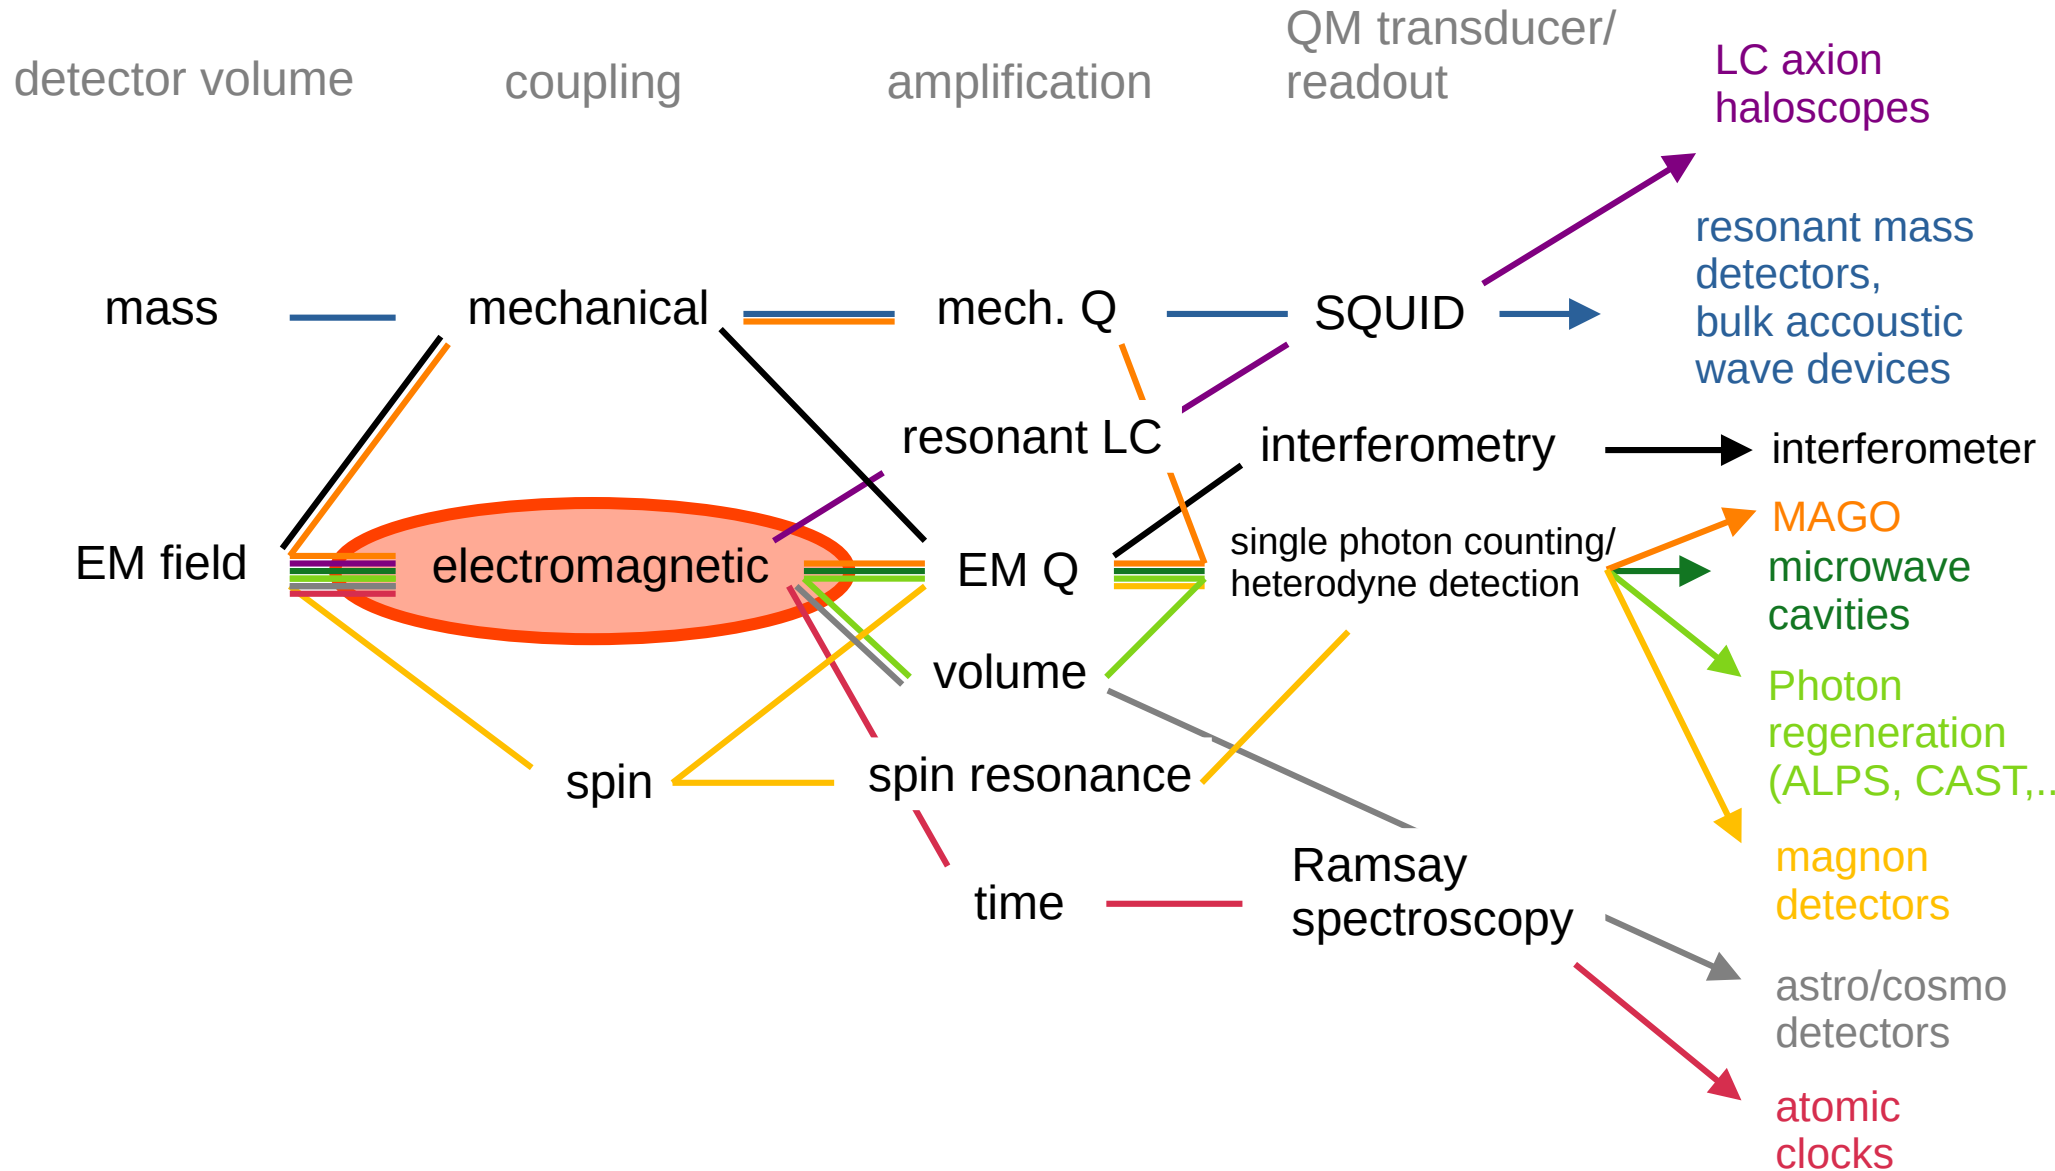 detector volume
coupling
amplification
QM transducer/
readout
LC axion
haloscopes
mass
mechanical
mech. Q
SQUID
resonant mass
detectors,
bulk accoustic
wave devices
resonant LC
interferometry
interferometer
EM field
electromagnetic
EM Q
single photon counting/
heterodyne detection
MAGO
microwave
cavities
volume
Photon
regeneration
(ALPS, CAST,..
spin
spin resonance
magnon
detectors
time
Ramsay
spectroscopy
astro/cosmo
detectors
atomic
clocks